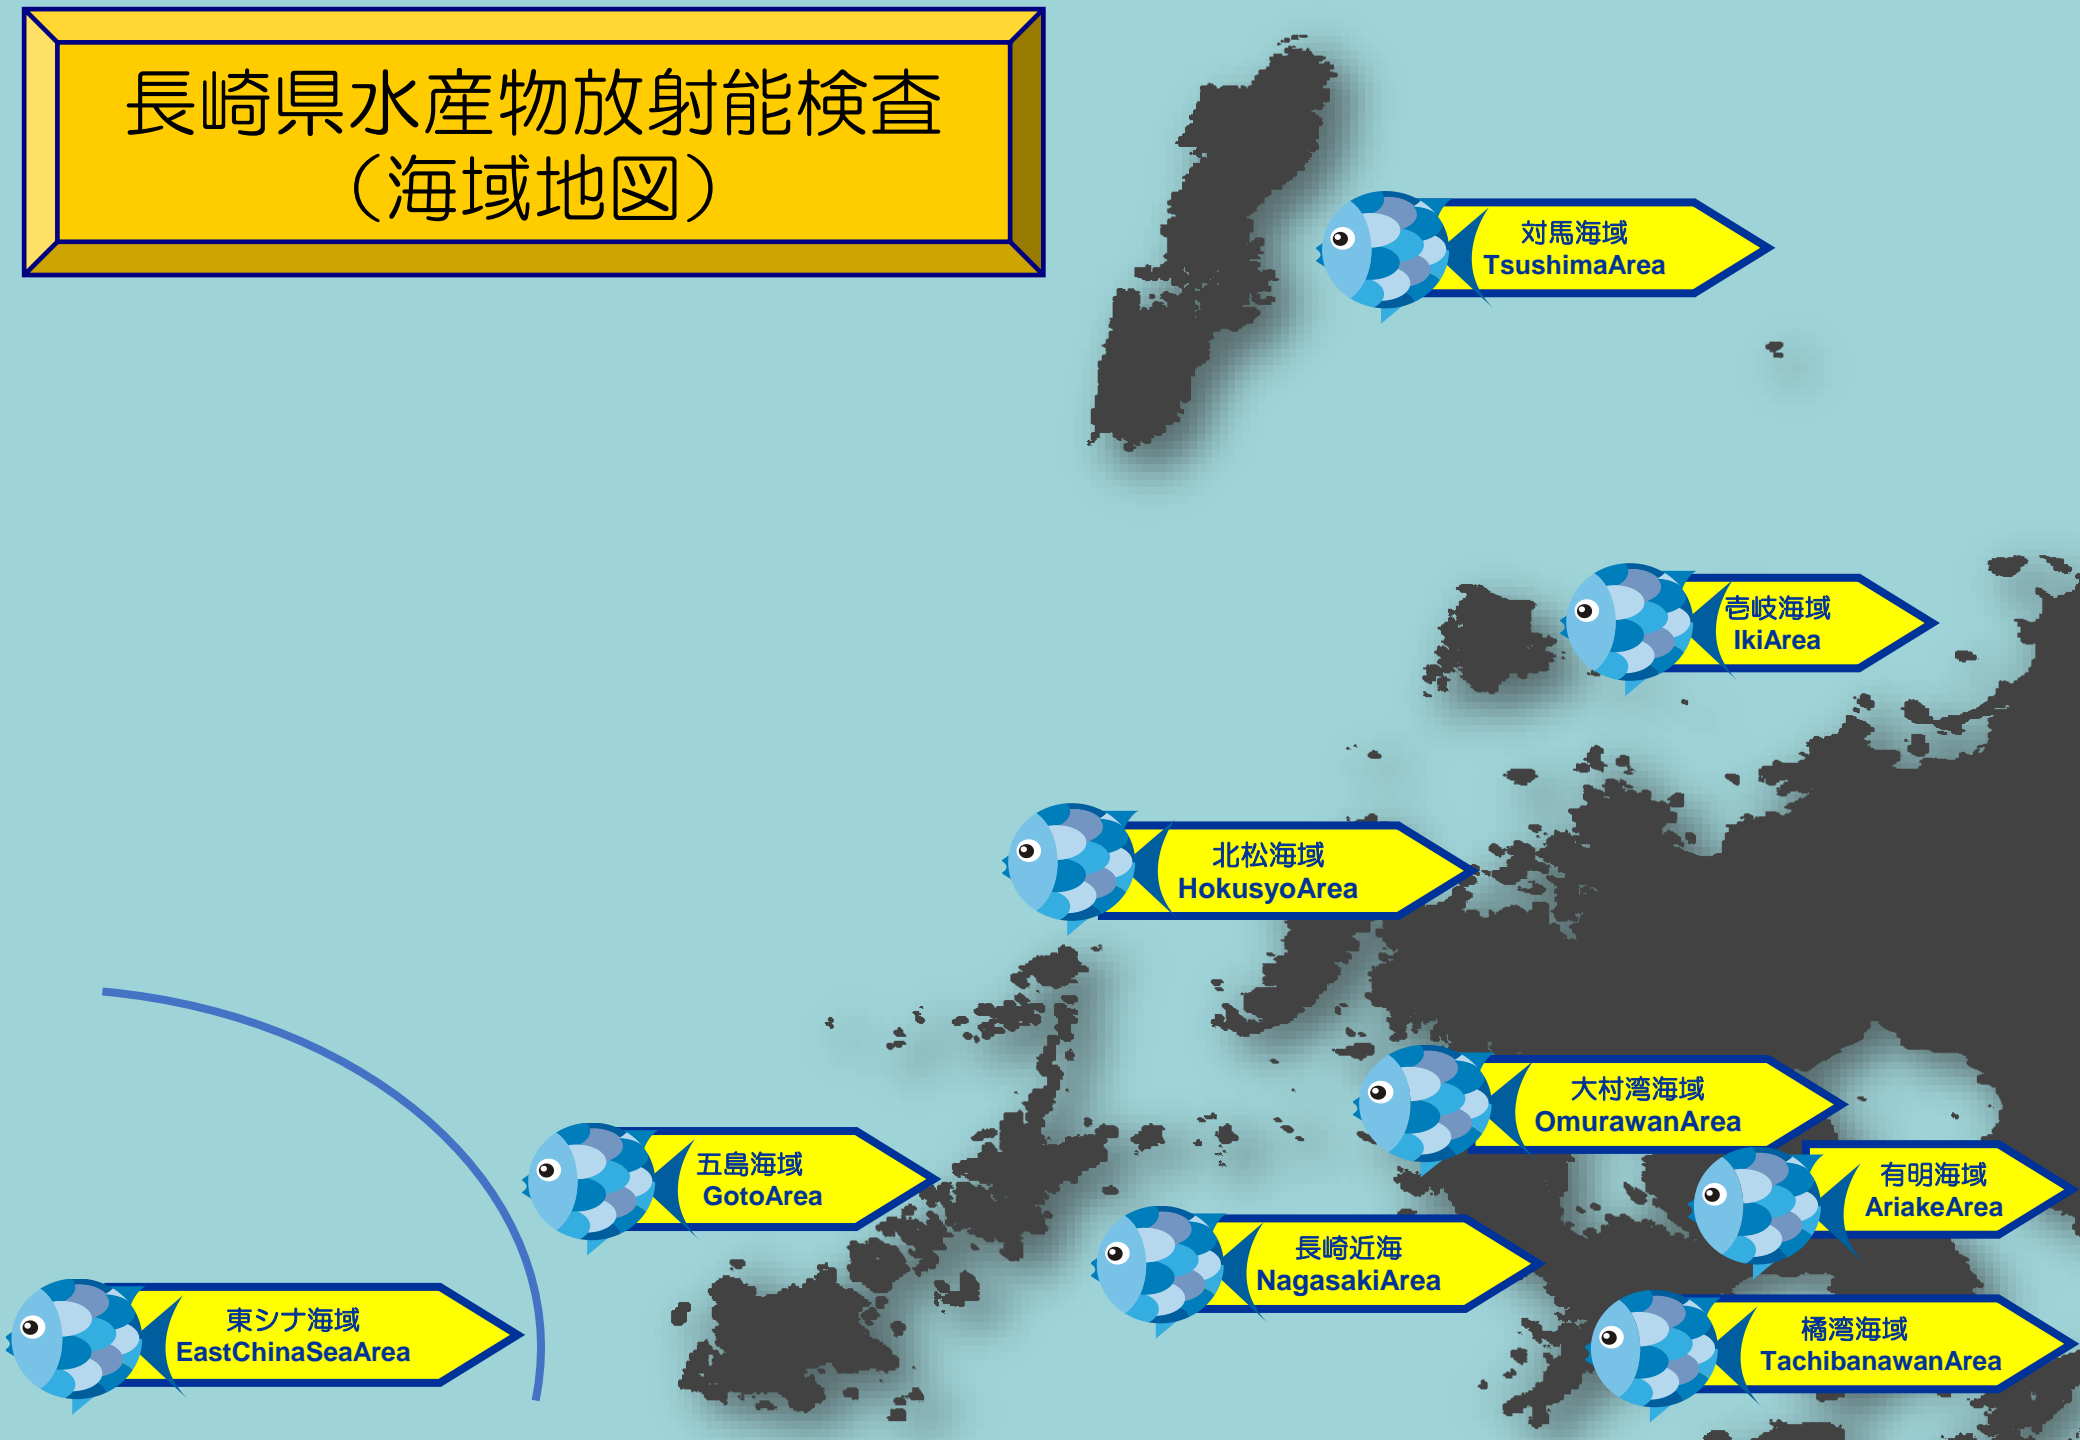 長崎県水産物放射能検査
（海域地図）
対馬海域
TsushimaArea
壱岐海域
IkiArea
北松海域
HokusyoArea
大村湾海域
OmurawanArea
五島海域
GotoArea
有明海域
AriakeArea
長崎近海
NagasakiArea
東シナ海域
EastChinaSeaArea
橘湾海域
TachibanawanArea